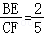 BE/CF = 2/5